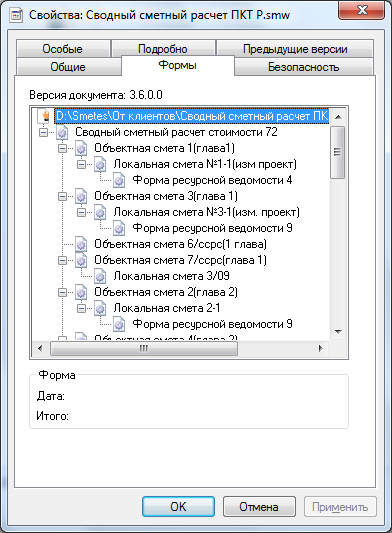 Свойства: Сводный сметный расчет ПКТ Р.smw
Особые
Подробно
Предыдущие версии
Общие
Формы
Безопасность
Версия документа: 3.6.0.0
D:\Smetes\От клиентов\Сводный сметный расчет ПК
Сводный сметный расчет стоимости 72
Объектная смета 1(глава1)
Локальная смета №1-1(изм проект)
Форма ресурсной ведомости 4
Объектная смета 3(глава 1)
Локальная смета №3-1(изм. проект)
Форма ресурсной ведомости 9
Объектная смета 6/ссрс(1 глава)
Объектная смета 7/ссрс(глава 1)
Локальная смета 3/09
Объектная смета 2(глава 2)
Локальная смета 2-1
Форма ресурсной ведомости 9
Объектная смета 4(глава 2)
Форма
Дата:
Итого:
OK
Отмена
Применить